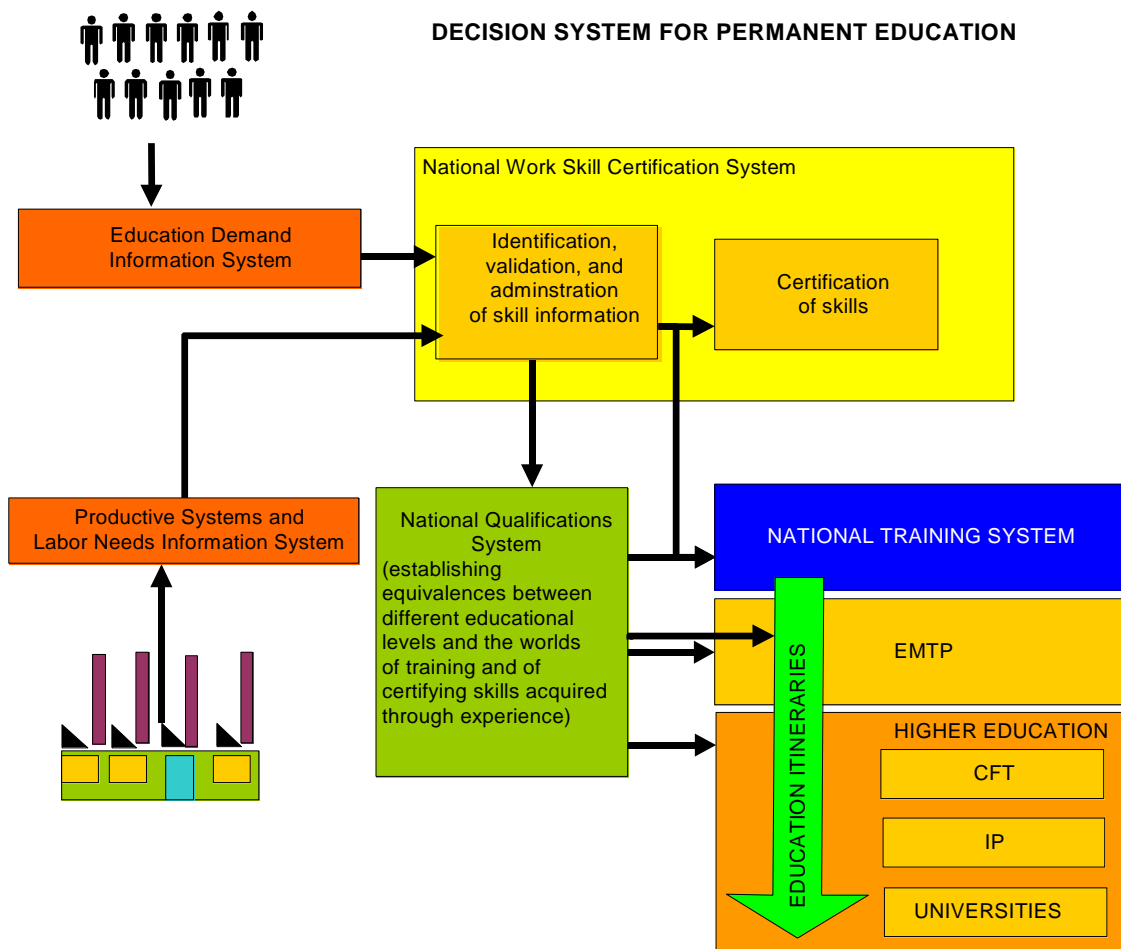 DECISION SYSTEM FOR PERMANENT EDUCATION
National Work Skill Certification System
Education Demand
Information System
Identification,
validation, and
adminstration
of skill information
Certification
of skills
Productive Systems and
Labor Needs Information System
National Qualifications
System
(establishing
equivalences between
different educational
levels and the worlds
of training and of
certifying skills acquired
through experience)
NATIONAL TRAINING SYSTEM
EMTP
EDUCATION ITINERARIES
HIGHER EDUCATION
CFT
IP
UNIVERSITIES